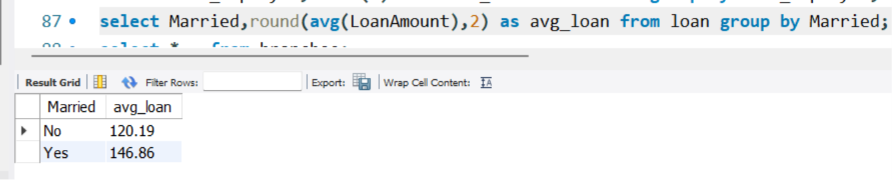 87 select Married,round(avg(LoanAmount),2) as avg_loan from loan group by Married;
Result Grid Filter Rows: Export: Wrap Cell Content: IA
Married avg_loan
No 120.19
Yes 146.86